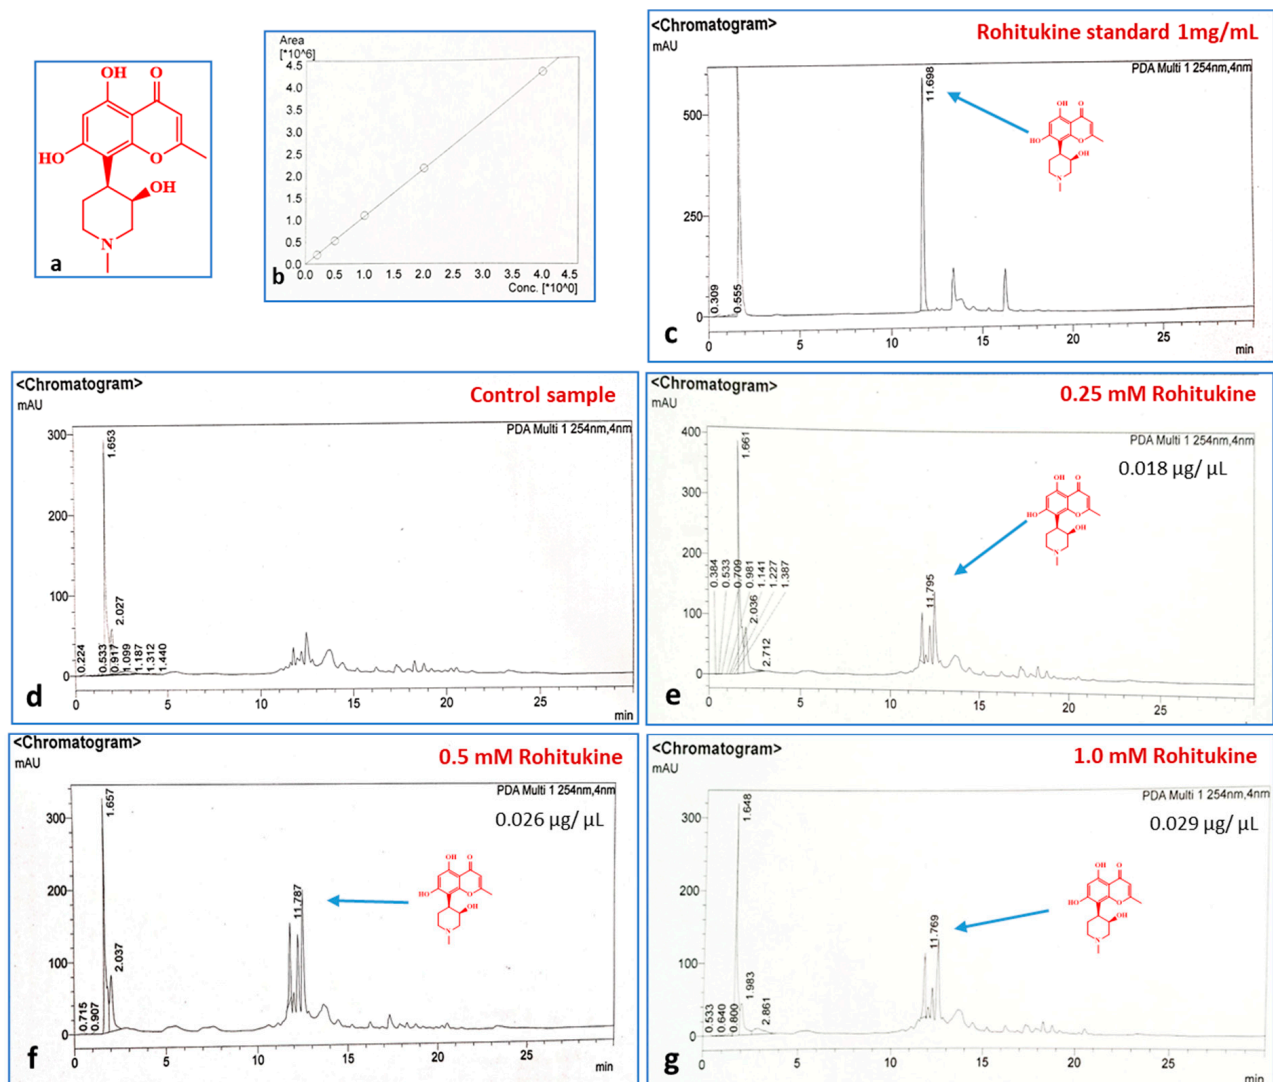 OH
O
HO
O
OH
N
a
Area
[*10^6]
4.5
4.0
3.5
3.0
2.5
2.0
1.5
1.0
0.5
0.0
0.0 0.5 1.0 1.5 2.0 2.5 3.0 3.5 4.0 4.5
Conc. [*10^0]
b
<Chromatogram>
Rohitukine standard 1mg/mL
mAU
PDA Multi 1 254nm,4nm
500
250
0
0.309
0.555
11.698
OH
O
HO
O
OH
N
0 5 10 15 20 25
min
c
<Chromatogram>
Control sample
mAU
PDA Multi 1 254nm,4nm
300
200
100
0
1.653
2.027
0.224
0.533
0.917
1.099
1.187
1.312
1.440
0 5 10 15 20 25
min
d
<Chromatogram>
0.25 mM Rohitukine
mAU
PDA Multi 1 254nm,4nm
0.018 µg/ µL
400
300
200
100
0
1.661
0.384
0.533
0.709
0.981
1.141
1.227
1.387
2.036
2.712
11.795
OH
O
HO
O
OH
N
0 5 10 15 20 25
e
<Chromatogram>
0.5 mM Rohitukine
mAU
PDA Multi 1 254nm,4nm
0.026 µg/ µL
300
200
100
0
1.657
2.037
0.715
0.907
11.787
OH
O
HO
O
OH
N
0 5 10 15 20 25
min
f
<Chromatogram>
1.0 mM Rohitukine
mAU
PDA Multi 1 254nm,4nm
0.029 µg/ µL
300
200
100
0
1.648
1.983
0.533
0.640
0.800
2.861
11.769
OH
O
HO
O
OH
N
0 5 10 15 20 25
min
g